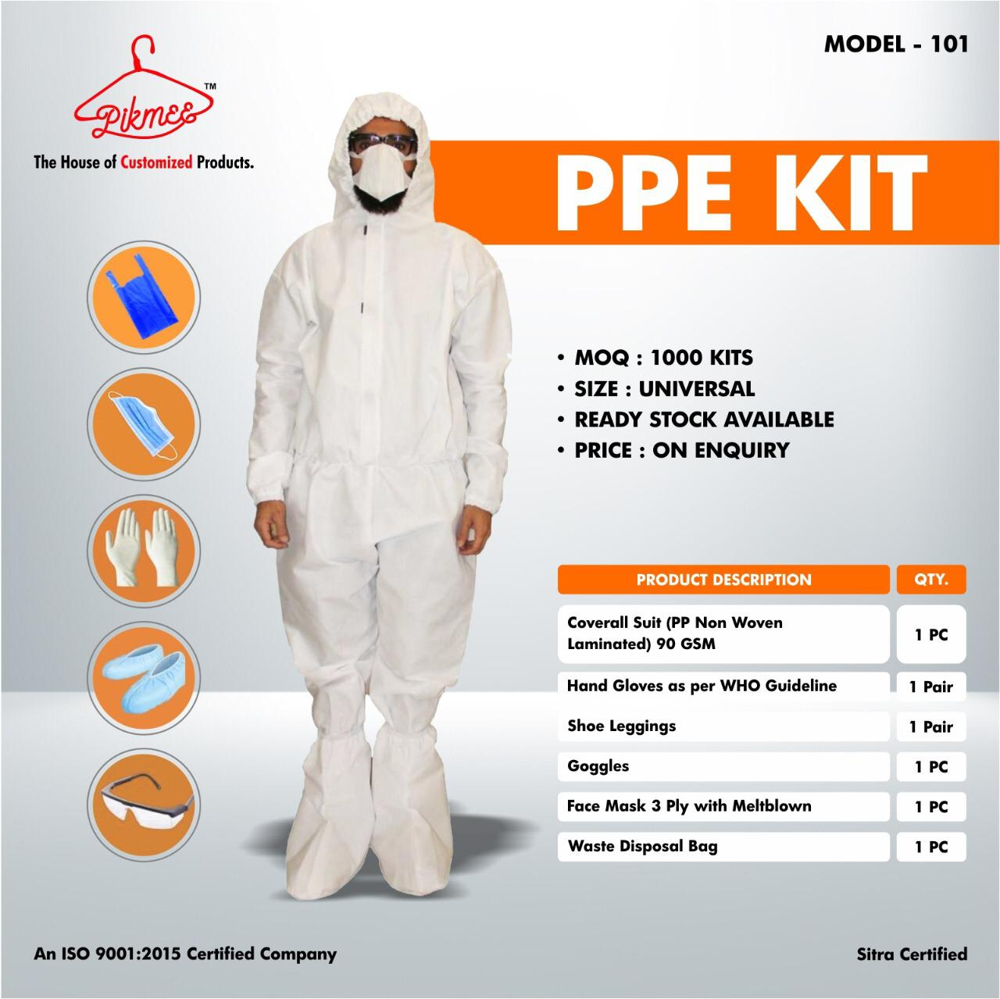 MODEL - 101
Pikmee TM
The House of Customized Products.
PPE KIT
• MOQ : 1000 KITS
• SIZE : UNIVERSAL
• READY STOCK AVAILABLE
• PRICE : ON ENQUIRY
PRODUCT DESCRIPTION QTY.
Coverall Suit (PP Non Woven
Laminated) 90 GSM 1 PC
Hand Gloves as per WHO Guideline 1 Pair
Shoe Leggings 1 Pair
Goggles 1 PC
Face Mask 3 Ply with Meltblown 1 PC
Waste Disposal Bag 1 PC
An ISO 9001:2015 Certified Company
Sitra Certified